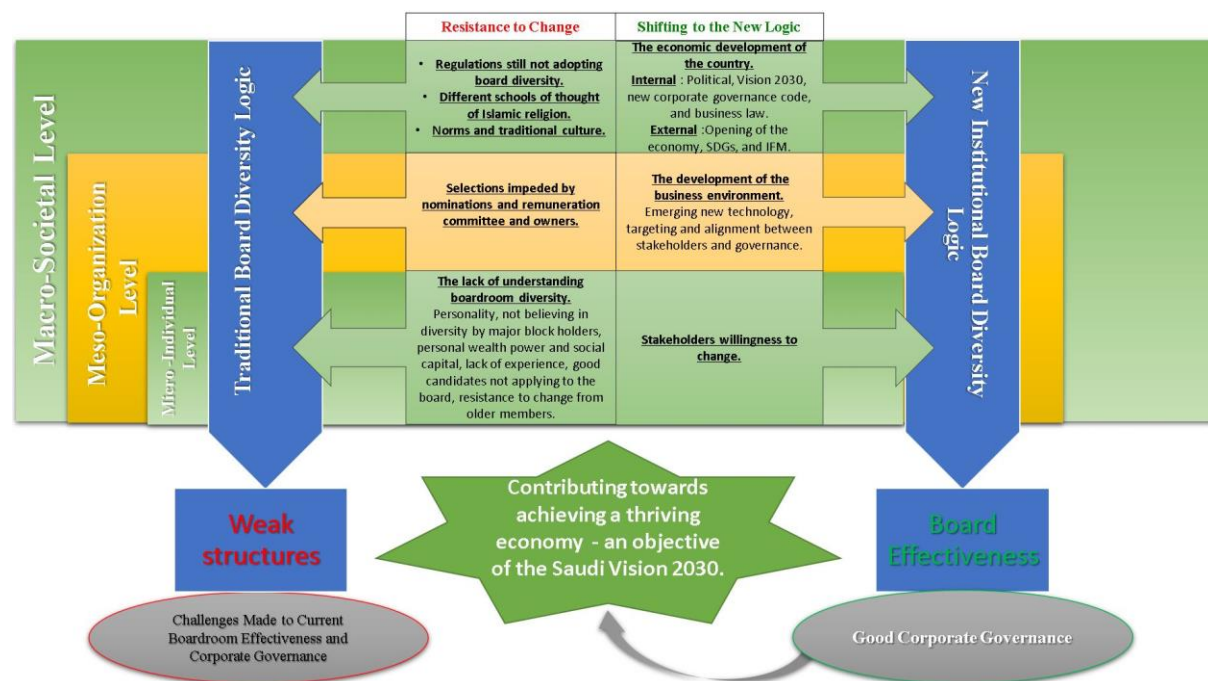 Resistance to Change
Shifting to the New Logic
Macro-Societal Level
Meso-Organization
Level
Micro -Individual
Level
Traditional Board Diversity Logic
• Regulations still not adopting
board diversity.
• Different schools of thought
of Islamic religion.
• Norms and traditional culture.
The economic development of
the country.
Internal : Political, Vision 2030,
new corporate governance code,
and business law.
External :Opening of the
economy, SDGs, and IFM.
Selections impeded by
nominations and remuneration
committee and owners.
The development of the
business environment.
Emerging new technology,
targeting and alignment between
stakeholders and governance.
The lack of understanding
boardroom diversity.
Personality, not believing in
diversity by major block holders,
personal wealth power and social
capital, lack of experience, good
candidates not applying to the
board, resistance to change from
older members.
Stakeholders willingness to
change.
New Institutional Board Diversity
Logic
Weak
structures
Challenges Made to Current
Boardroom Effectiveness and
Corporate Governance
Contributing towards
achieving a thriving
economy - an objective
of the Saudi Vision 2030.
Board
Effectiveness
Good Corporate Governance